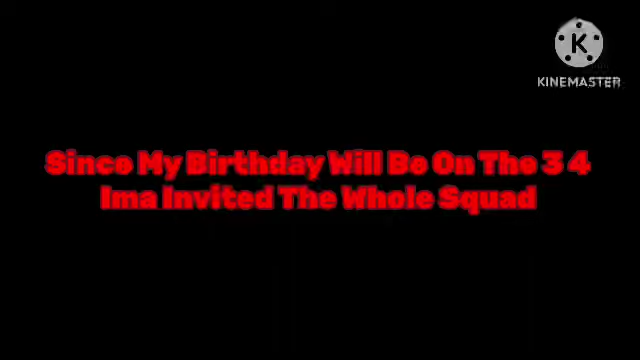 KINEMASTER
Since My Birthday Will Be On The 3 4
Ima Invited The Whole Squad